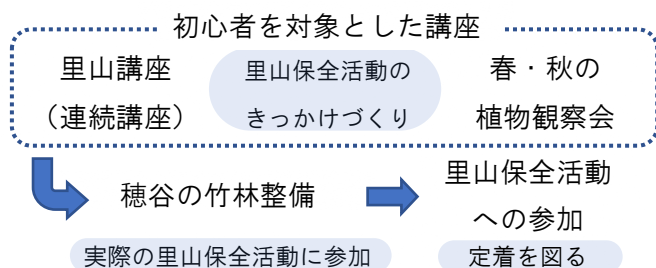 初心者を対象とした講座
里山講座
（連続講座）
里山保全活動の
きっかけづくり
春・秋の
植物観察会
穂谷の竹林整備
里山保全活動
への参加
実際の里山保全活動に参加
定着を図る